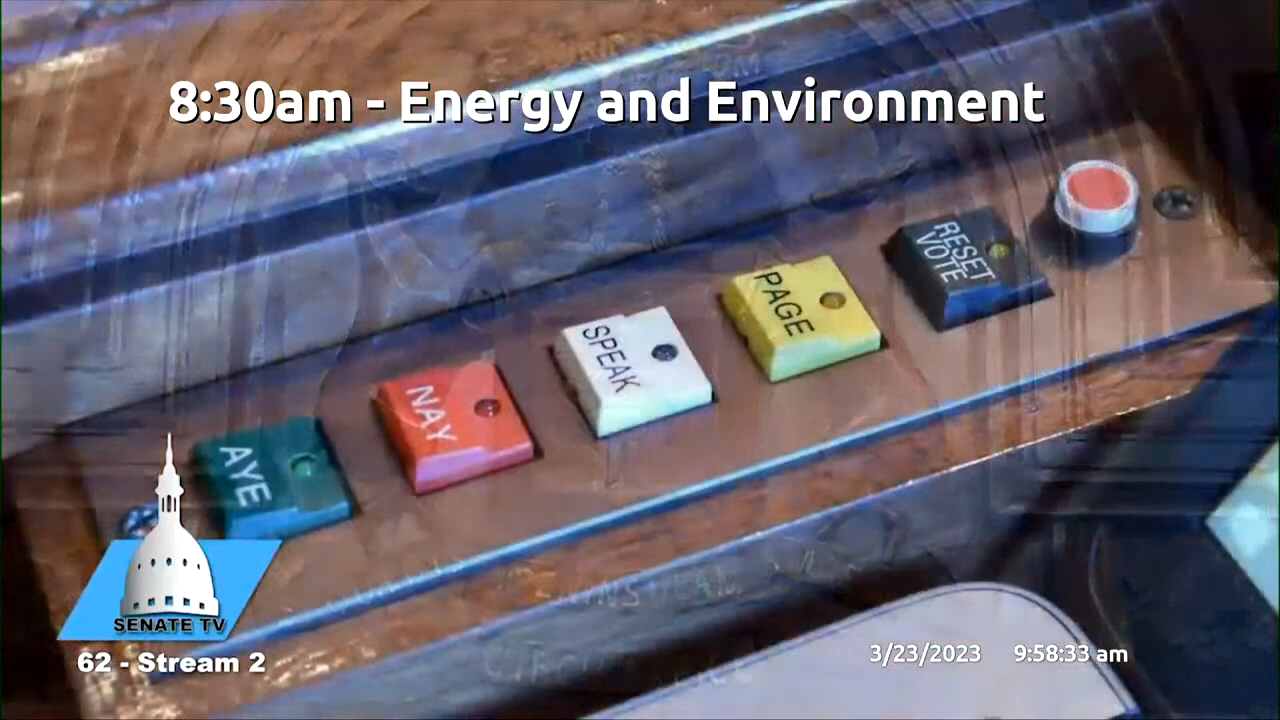 8:30am - Energy and Environment
RESET
VOTE
PAGE
SPEAK
NAY
AYE
SENATE TV
62 - Stream 2
3/23/2023 9:58:33 am